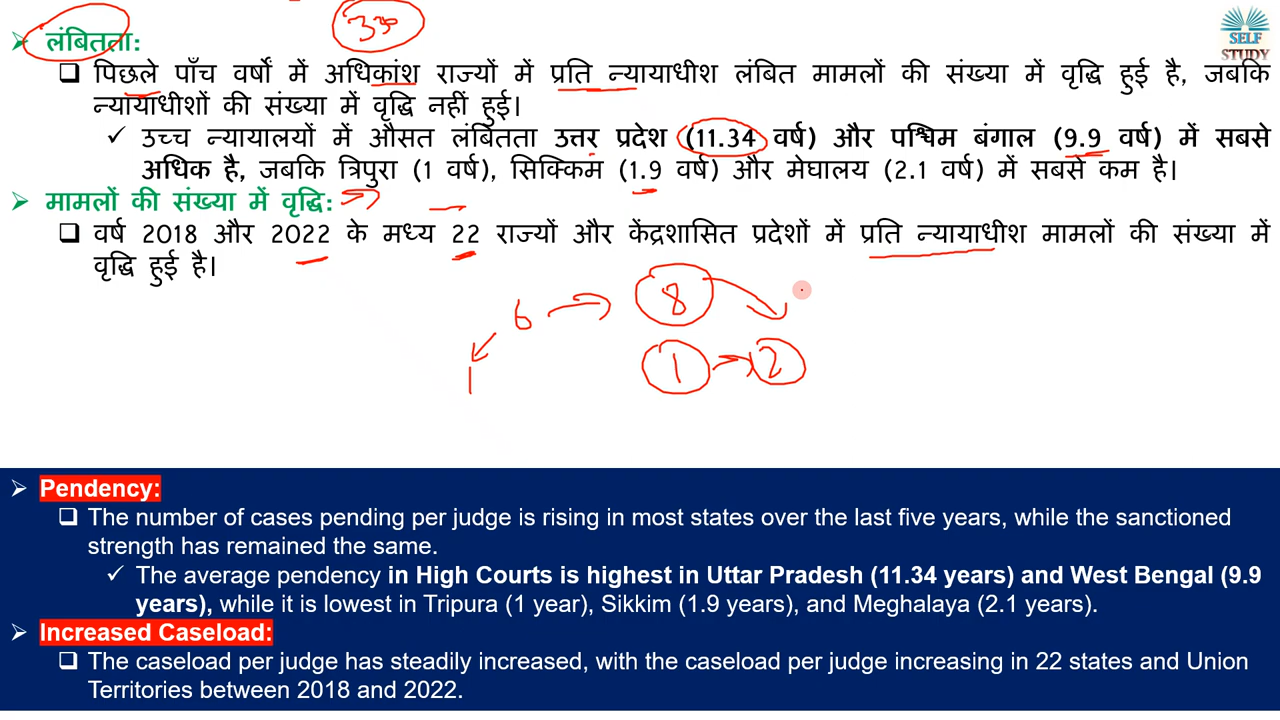 33
SELF
STUDY
➢ लंबितता:
❑ पिछले पाँच वर्षों में अधिकांश राज्यों में प्रति न्यायाधीश लंबित मामलों की संख्या में वृद्धि हुई है, जबकि
न्यायाधीशों की संख्या में वृद्धि नहीं हुई।
✓ उच्च न्यायालयों में औसत लंबितता उत्तर प्रदेश (11.34 वर्ष) और पश्चिम बंगाल (9.9 वर्ष) में सबसे
अधिक है, जबकि त्रिपुरा (1 वर्ष), सिक्किम (1.9 वर्ष) और मेघालय (2.1 वर्ष) में सबसे कम है।
➢ मामलों की संख्या में वृद्धि:
❑ वर्ष 2018 और 2022 के मध्य 22 राज्यों और केंद्रशासित प्रदेशों में प्रति न्यायाधीश मामलों की संख्या में
वृद्धि हुई है।
6 → 8
1 1 → 2
➢ Pendency:
❑ The number of cases pending per judge is rising in most states over the last five years, while the sanctioned
strength has remained the same.
✓ The average pendency in High Courts is highest in Uttar Pradesh (11.34 years) and West Bengal (9.9
years), while it is lowest in Tripura (1 year), Sikkim (1.9 years), and Meghalaya (2.1 years).
➢ Increased Caseload:
❑ The caseload per judge has steadily increased, with the caseload per judge increasing in 22 states and Union
Territories between 2018 and 2022.